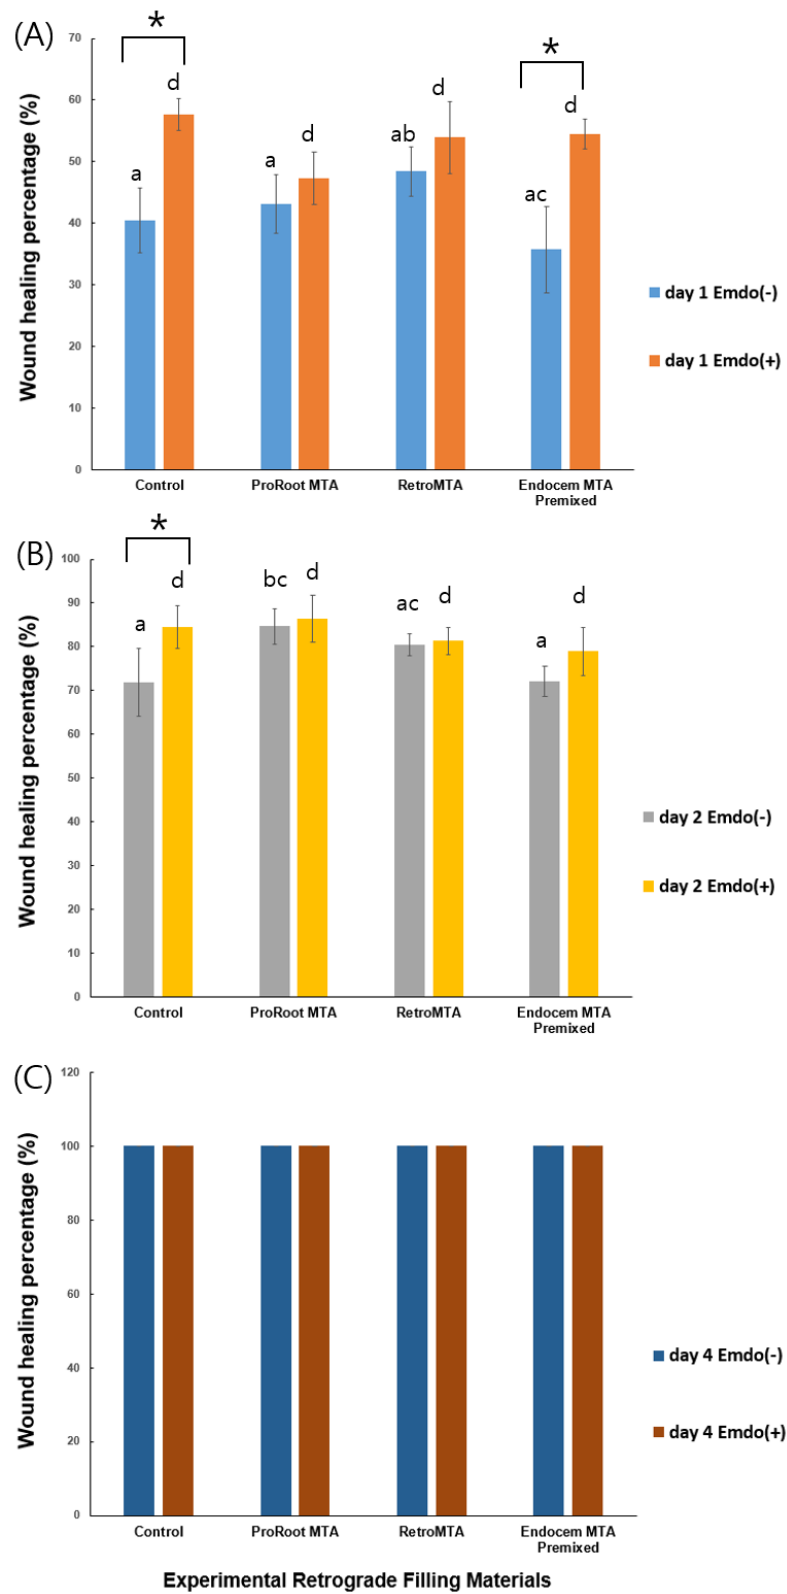 (A)
*
*
70
60
50
40
30
20
10
0
Wound healing percentage (%)
a
d
a
d
ab
d
ac
d
Control
ProRoot MTA
RetroMTA
Endocem MTA
Premixed
day 1 Emdo(-)
day 1 Emdo(+)
(B)
*
100
90
80
70
60
50
40
30
20
10
0
Wound healing percentage (%)
a
d
bc
d
ac
d
a
d
Control
ProRoot MTA
RetroMTA
Endocem MTA
Premixed
day 2 Emdo(-)
day 2 Emdo(+)
(C)
120
100
80
60
40
20
0
Wound healing percentage (%)
Control
ProRoot MTA
RetroMTA
Endocem MTA
Premixed
day 4 Emdo(-)
day 4 Emdo(+)
Experimental Retrograde Filling Materials